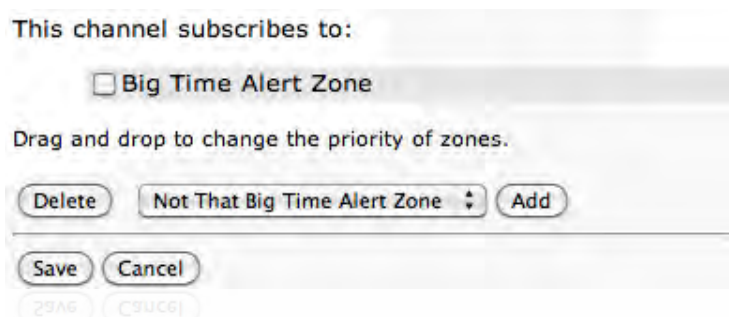 This channel subscribes to:
Big Time Alert Zone
Drag and drop to change the priority of zones.
Delete Not That Big Time Alert Zone Add
Save Cancel